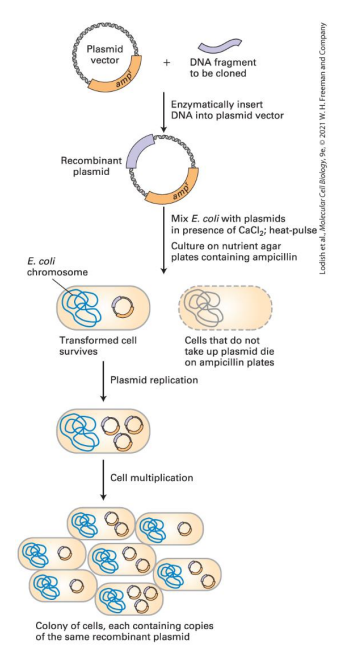 Plasmid
vector
amp^r
+
DNA fragment
to be cloned
Enzymatically insert
DNA into plasmid vector
Recombinant
plasmid
amp^r
Mix E. coli with plasmids
in presence of CaCl₂; heat-pulse
Culture on nutrient agar
plates containing ampicillin
E. coli
chromosome
Transformed cell
survives
Cells that do not
take up plasmid die
on ampicillin plates
Plasmid replication
Cell multiplication
Colony of cells, each containing copies
of the same recombinant plasmid
Lodish et al., Molecular Cell Biology, 9e, © 2021 W. H. Freeman and Company